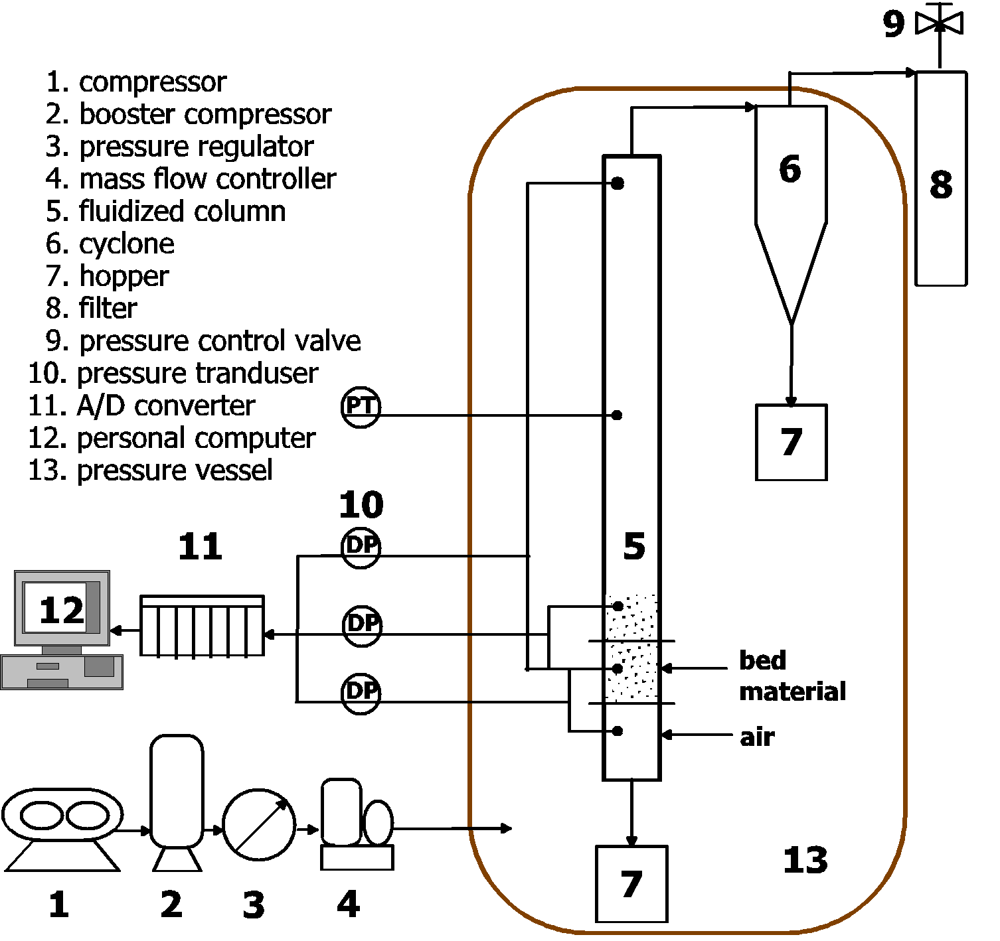 9
1. compressor
2. booster compressor
3. pressure regulator
4. mass flow controller
5. fluidized column
6. cyclone
7. hopper
8. filter
9. pressure control valve
10. pressure tranduser
11. A/D converter
12. personal computer
13. pressure vessel
6
8
PT
7
10
DP
5
11
12
DP
bed
material
DP
air
13
7
1
2
3
4